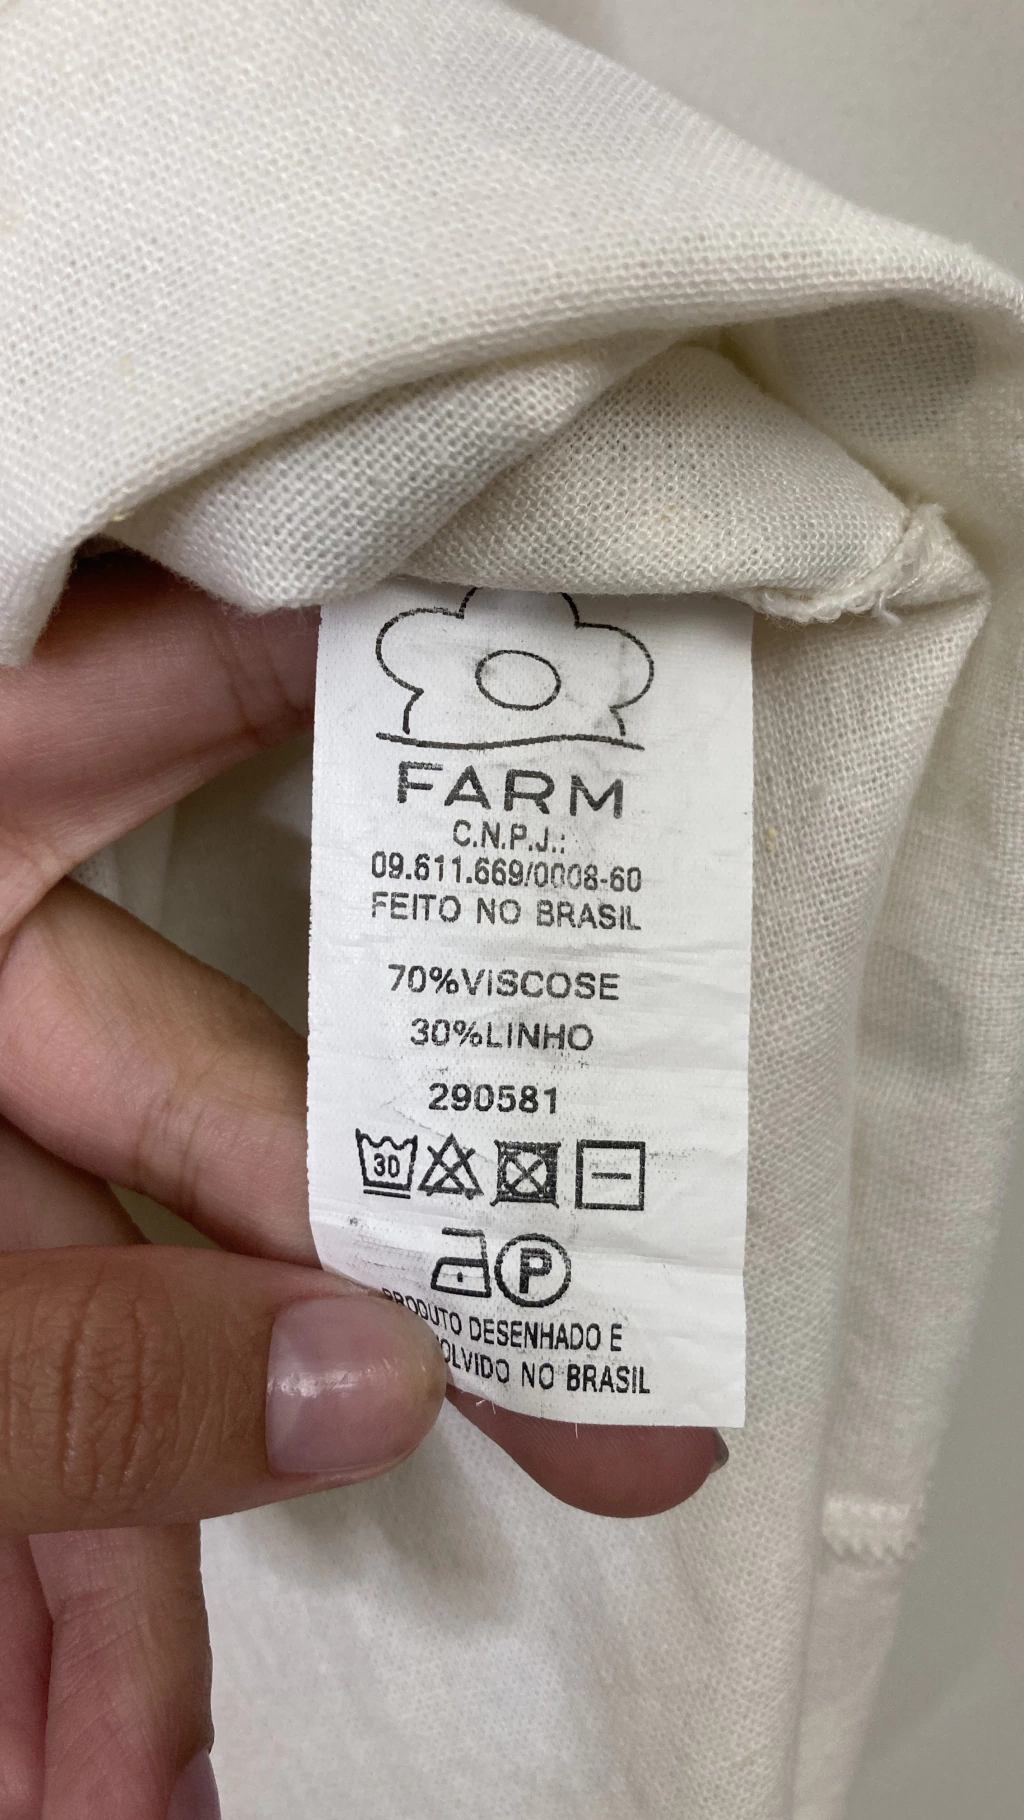 FARM
C.N.P.J.:
09.611.669/0008-60
FEITO NO BRASIL
70%VISCOSE
30%LINHO
290581
30
P
PRODUTO DESENHADO E
OLVIDO NO BRASIL